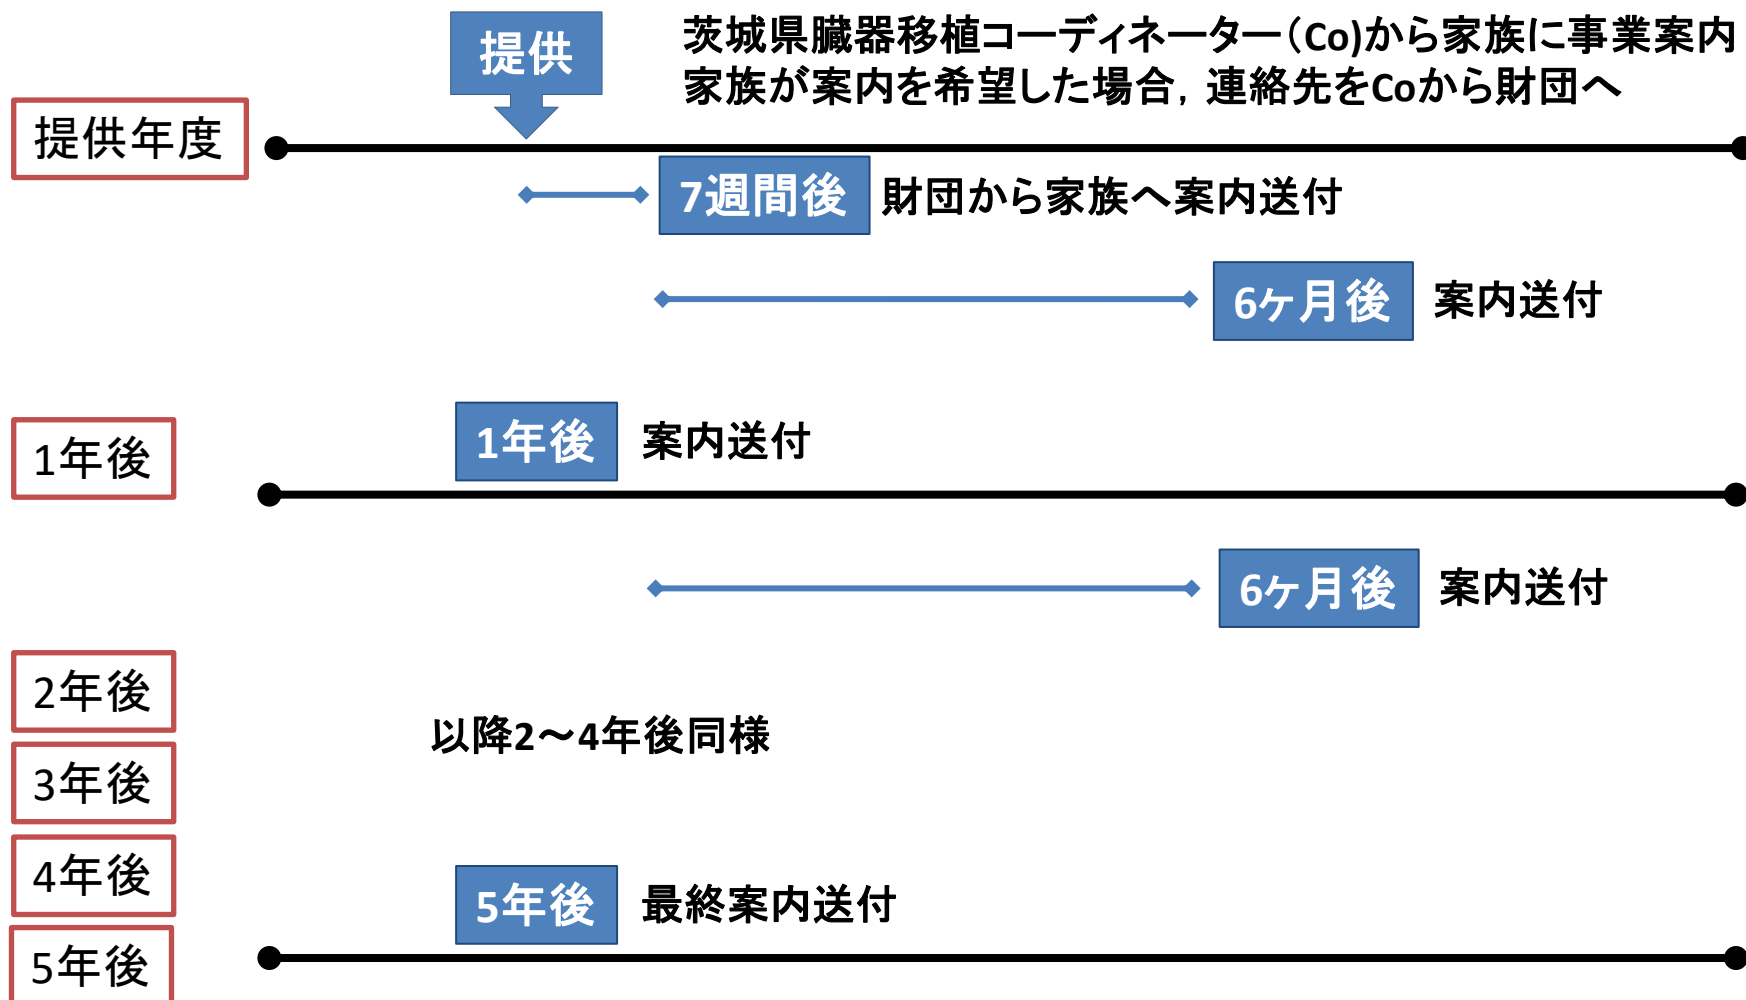 提供
茨城県臓器移植コーディネーター（Co)から家族に事業案内
家族が案内を希望した場合，連絡先をCoから財団へ
提供年度
7週間後
財団から家族へ案内送付
6ヶ月後
案内送付
1年後
1年後
案内送付
6ヶ月後
案内送付
2年後
以降2～4年後同様
3年後
4年後
5年後
最終案内送付
5年後